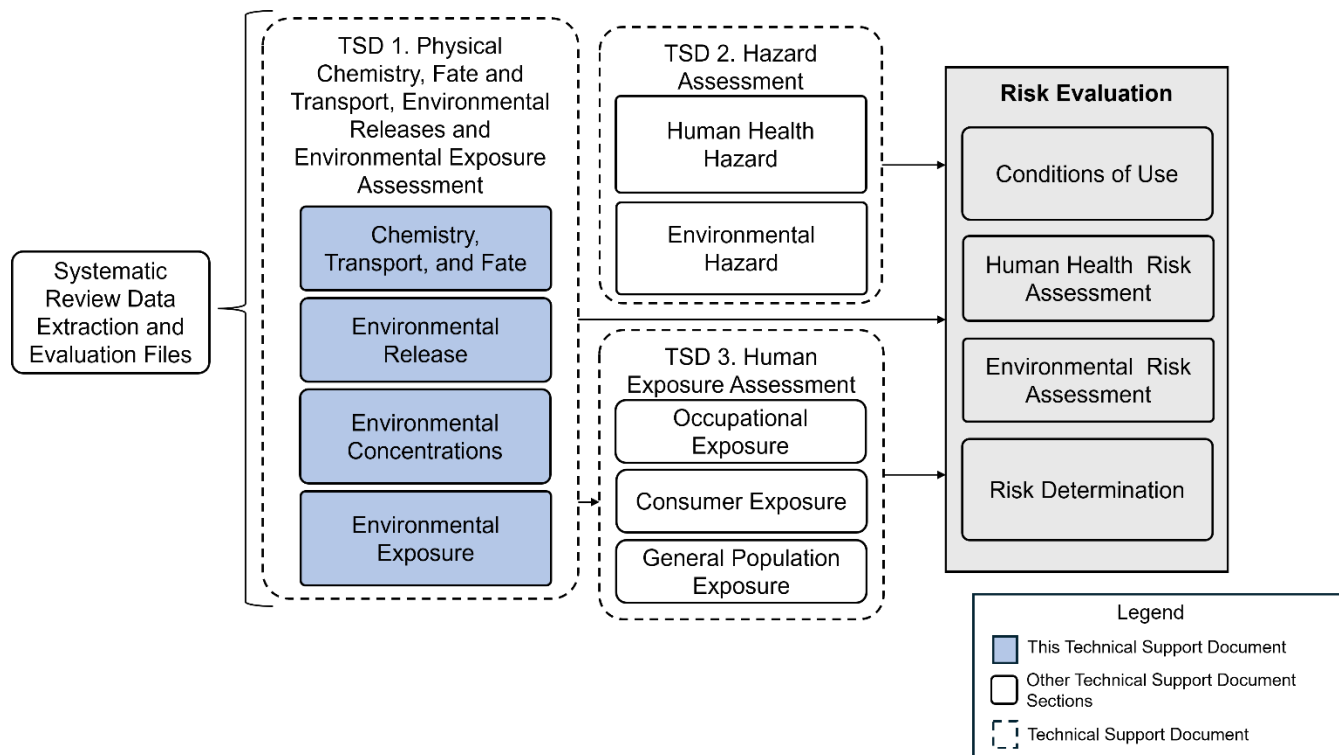 Systematic
Review Data
Extraction and
Evaluation Files
TSD 1. Physical
Chemistry, Fate and
Transport, Environmental
Releases and
Environmental Exposure
Assessment
Chemistry,
Transport, and Fate
Environmental
Release
Environmental
Concentrations
Environmental
Exposure
TSD 2. Hazard
Assessment
Human Health
Hazard
Environmental
Hazard
TSD 3. Human
Exposure Assessment
Occupational
Exposure
Consumer Exposure
General Population
Exposure
Risk Evaluation
Conditions of Use
Human Health Risk
Assessment
Environmental Risk
Assessment
Risk Determination
Legend
This Technical Support Document
Other Technical Support Document
Sections
Technical Support Document